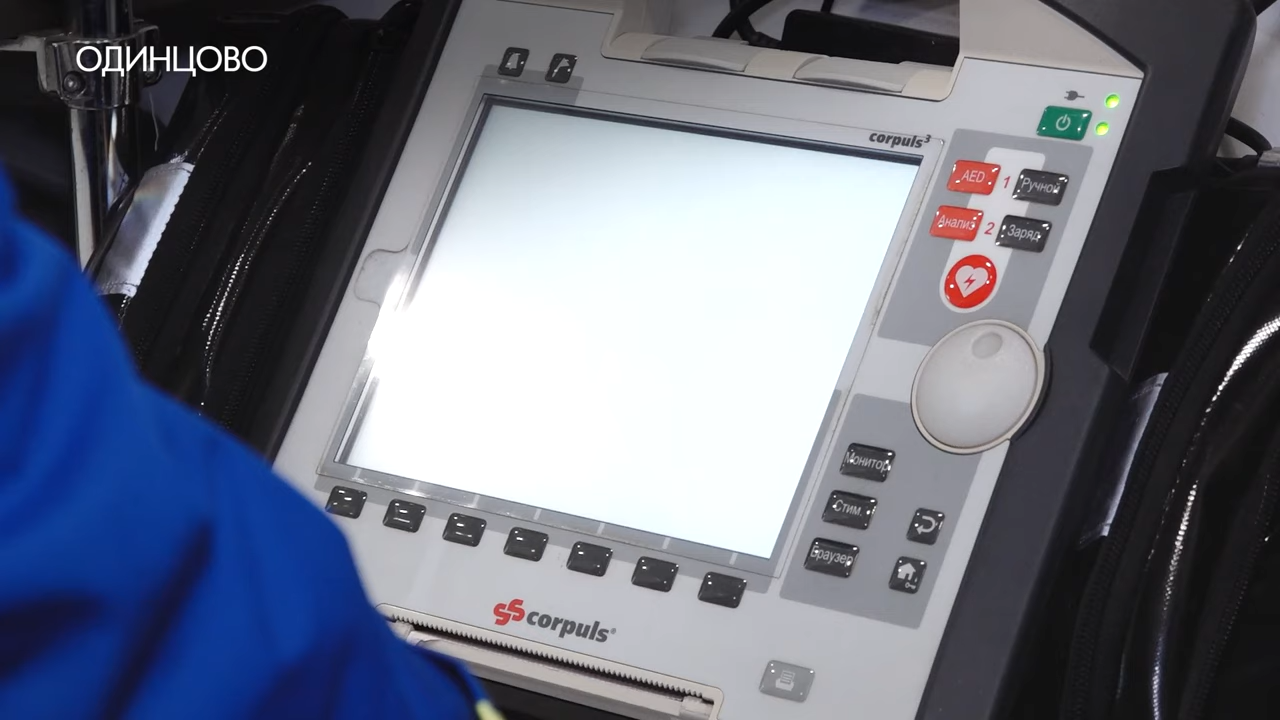 ОДИНЦОВО
corpuls³
AED 1 Ручной
Анализ 2 Заряд
Монитор
Стим.
Браузер
corpuls®